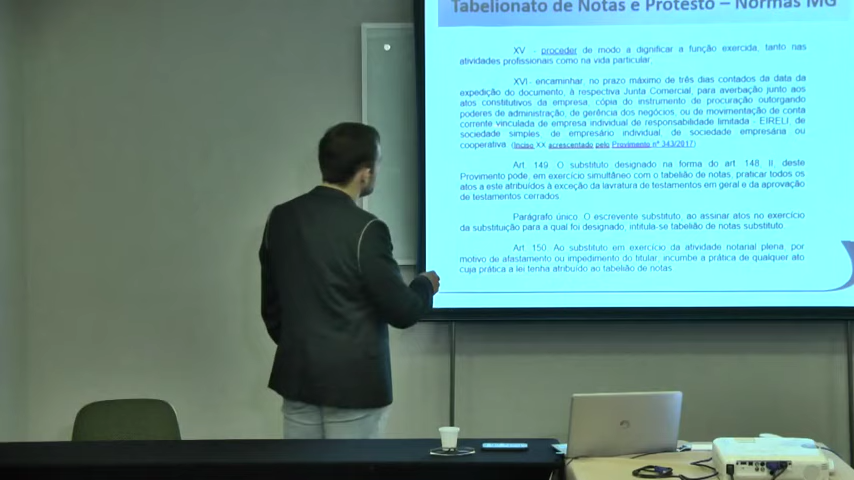 Tabelionato de Notas e Protesto – Normas MG
XV - proceder de modo a dignificar a função exercida, tanto nas
atividades profissionais como na vida particular.
XVI - encaminhar, no prazo máximo de três dias contados da data da
expedição do documento, à respectiva Junta Comercial, para averbação junto aos
atos constitutivos da empresa, cópia do instrumento de procuração outorgando
poderes de administração, de gerência dos negócios, ou de movimentação de conta
corrente vinculada de empresa individual de responsabilidade limitada - EIRELI, de
sociedade simples, de empresário individual, de sociedade empresária ou
cooperativa. (Inciso XX acrescentado pelo Provimento nº 343/2017)
Art. 149. O substituto designado na forma do art. 148, II, deste
Provimento pode, em exercício simultâneo com o tabelião de notas, praticar todos os
atos a este atribuídos à exceção da lavratura de testamentos em geral e da aprovação
de testamentos cerrados.
Parágrafo único. O escrevente substituto, ao assinar atos no exercício
da substituição para a qual foi designado, intitula-se tabelião de notas substituto.
Art. 150. Ao substituto em exercício da atividade notarial plena, por
motivo de afastamento ou impedimento do titular, incumbe a prática de qualquer ato
cuja prática a lei tenha atribuído ao tabelião de notas.
hp